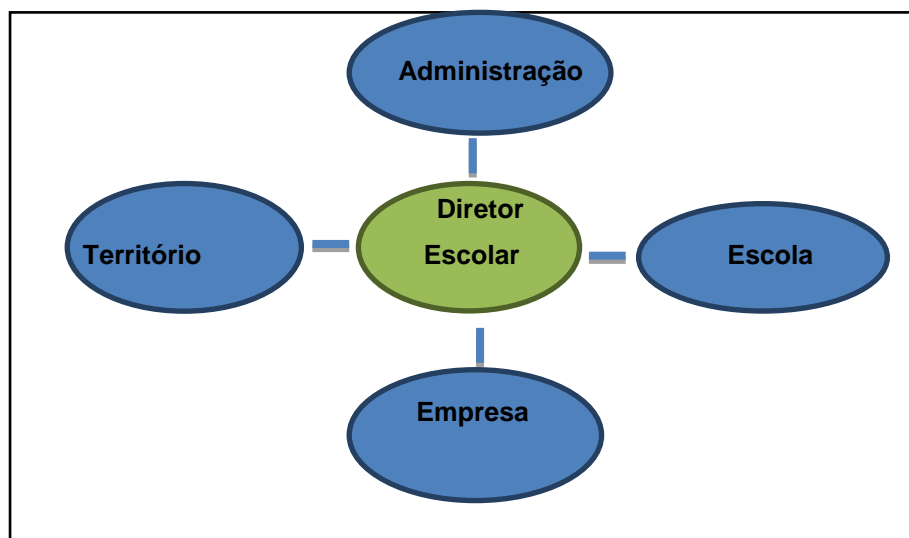 Administração
Diretor
Escolar
Território
Escola
Empresa